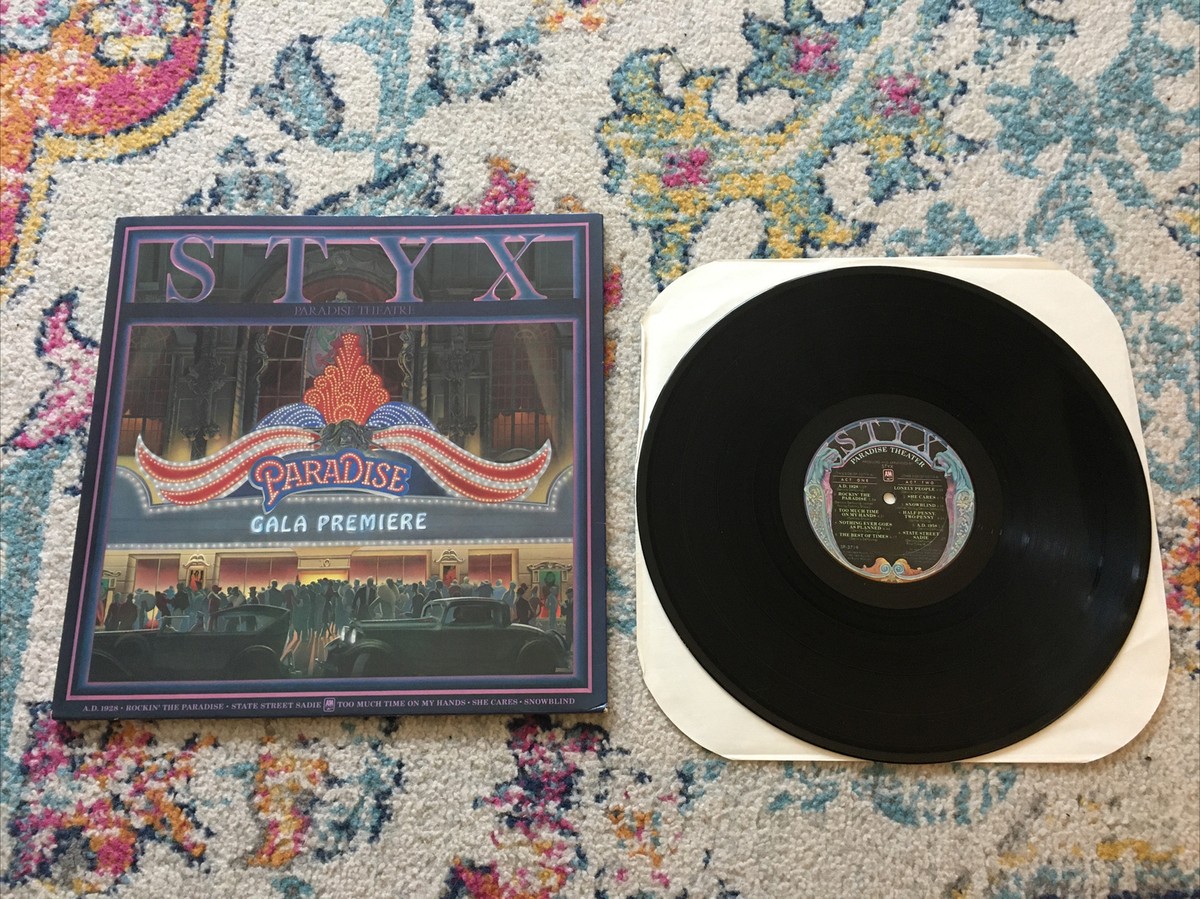 STYX
PARADISE THEATRE
PARADISE
GALA PREMIERE
A.D. 1928 • ROCKIN' THE PARADISE • STATE STREET SADIE A&M TOO MUCH TIME ON MY HANDS • SHE CARES • SNOWBLIND
STYX
PARADISE THEATER
STYX
A&M
ACT ONE
A.D. 1928
ROCKIN' THE
PARADISE
TOO MUCH TIME
ON MY HANDS
NOTHING EVER GOES
AS PLANNED
THE BEST OF TIMES
ACT TWO
LONELY PEOPLE
SHE CARES
SNOWBLIND
HALF-PENNY,
TWO-PENNY
A.D. 1958
STATE STREET
SADIE